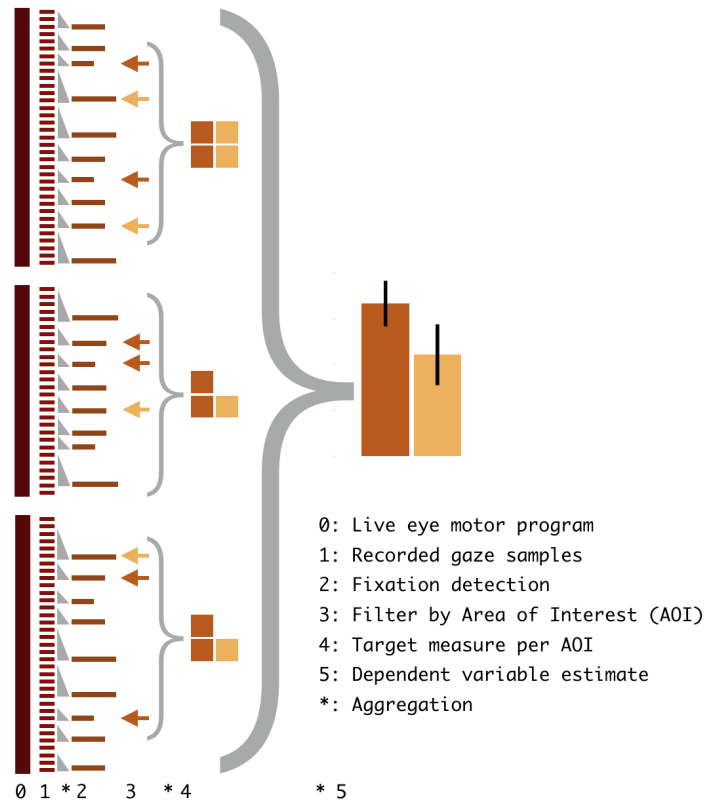 0: Live eye motor program
1: Recorded gaze samples
2: Fixation detection
3: Filter by Area of Interest (AOI)
4: Target measure per AOI
5: Dependent variable estimate
*: Aggregation
0 1 *2 3 *4 * 5